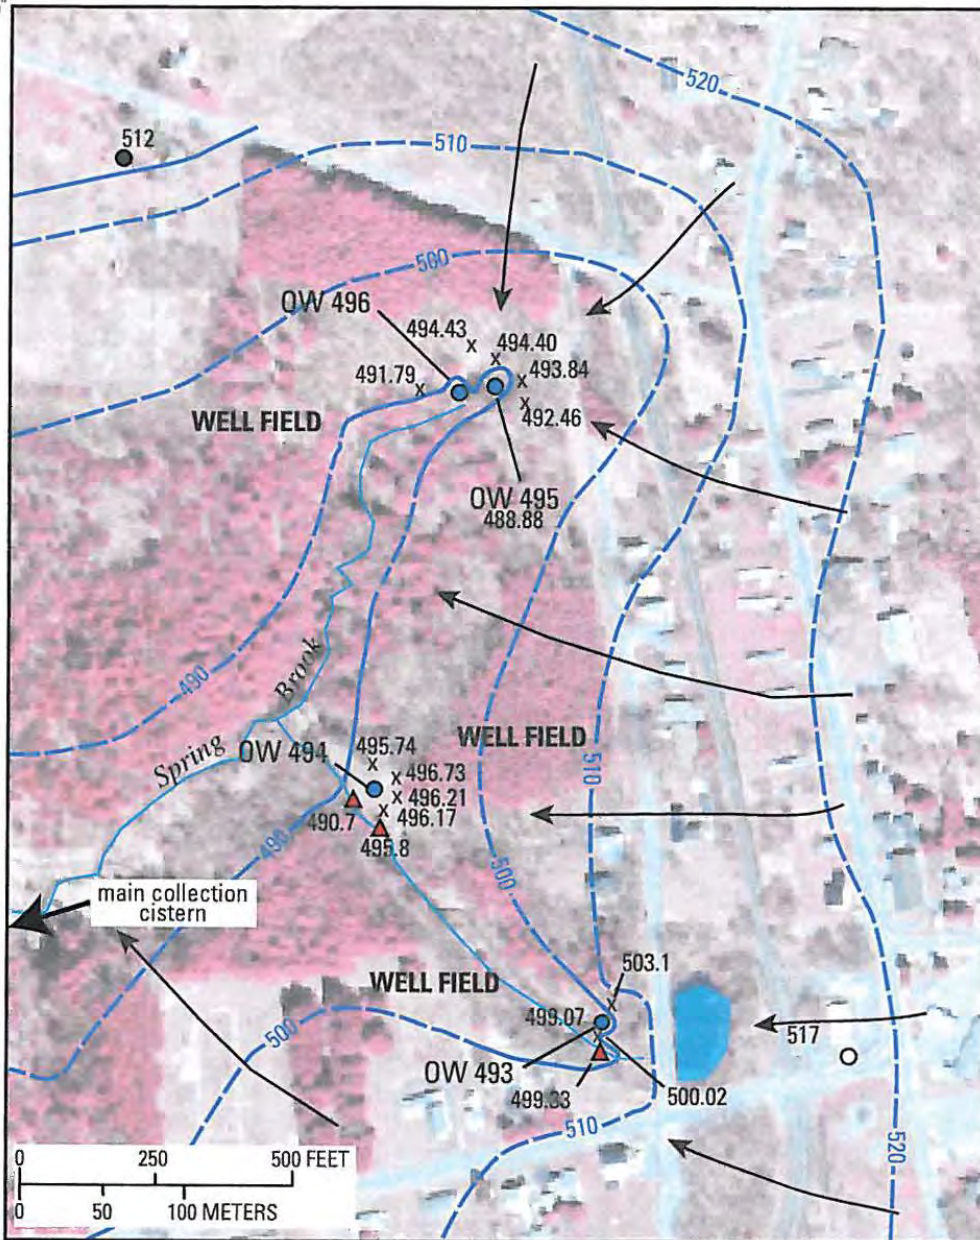 520
512
510
500
OW 496
494.43
494.40
493.84
491.79
492.46
WELL FIELD
OW 495
488.88
490
Brook
Spring
OW 494
495.74
WELL FIELD
496.73
496.21
496.17
510
490.7
495.8
490
500
main collection
cistern
WELL FIELD
503.1
499.07
517
500
OW 493
499.33
500.02
510
520
0 250 500 FEET
0 50 100 METERS